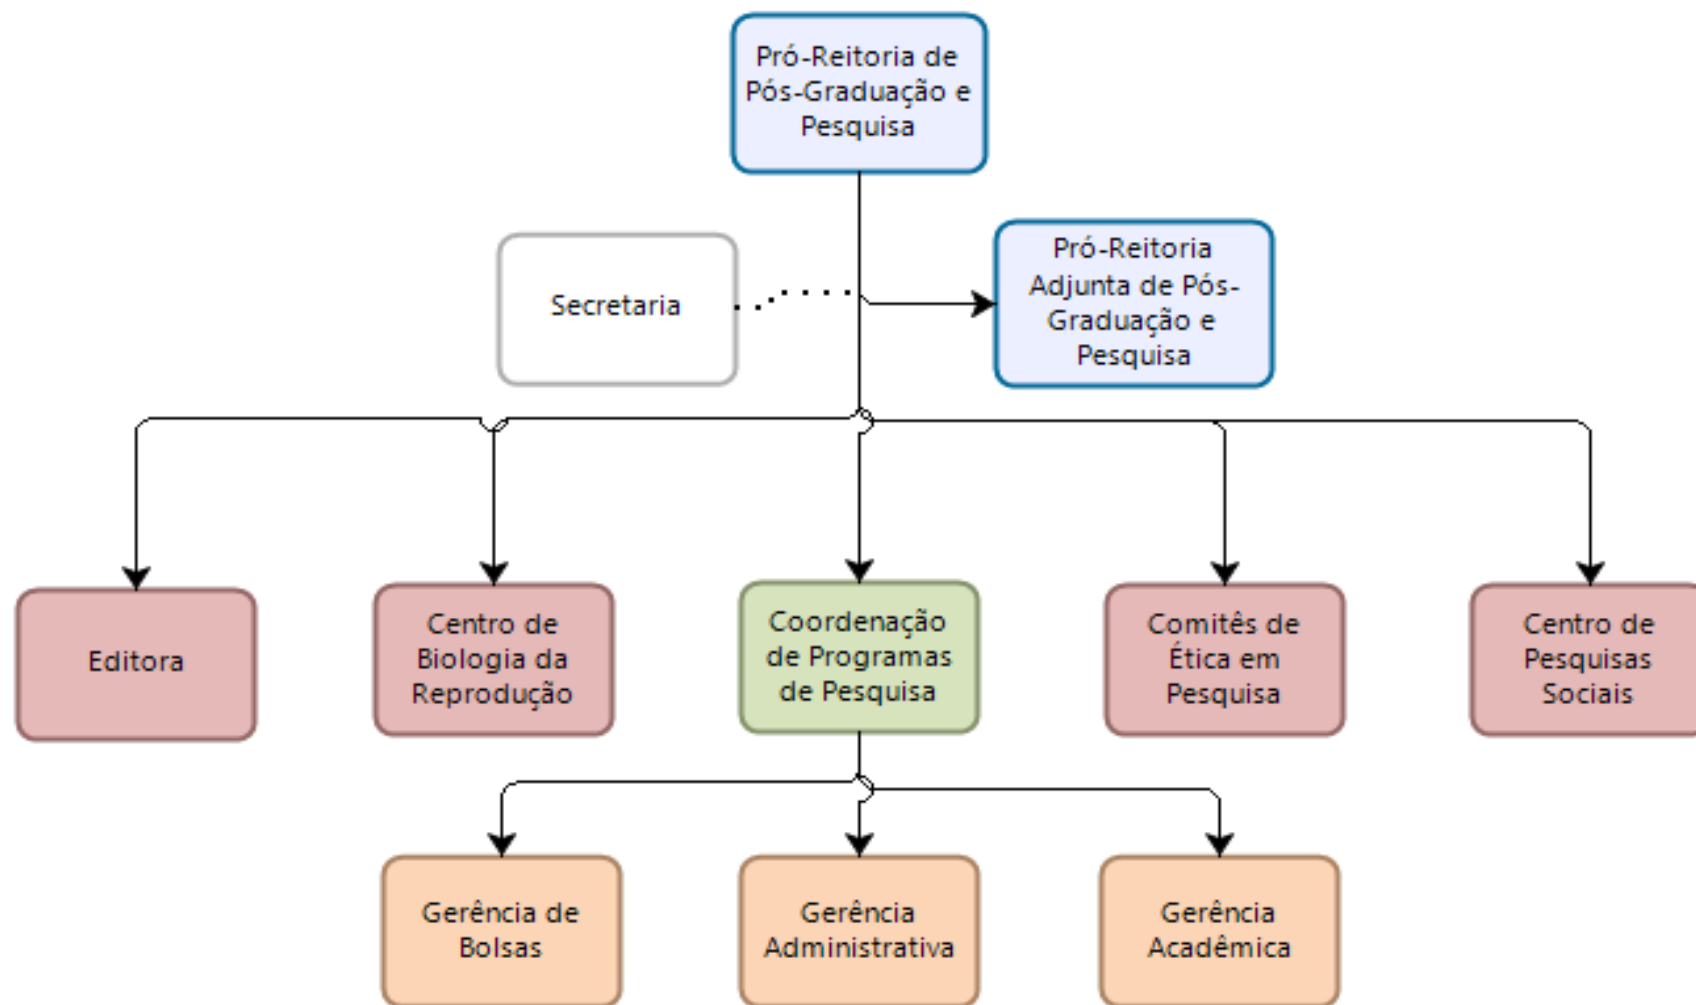 Pró-Reitoria de
Pós-Graduação e
Pesquisa
Secretaria
Pró-Reitoria
Adjunta de Pós-
Graduação e
Pesquisa
Editora
Centro de
Biologia da
Reprodução
Coordenação
de Programas
de Pesquisa
Comitês de
Ética em
Pesquisa
Centro de
Pesquisas
Sociais
Gerência de
Bolsas
Gerência
Administrativa
Gerência
Acadêmica